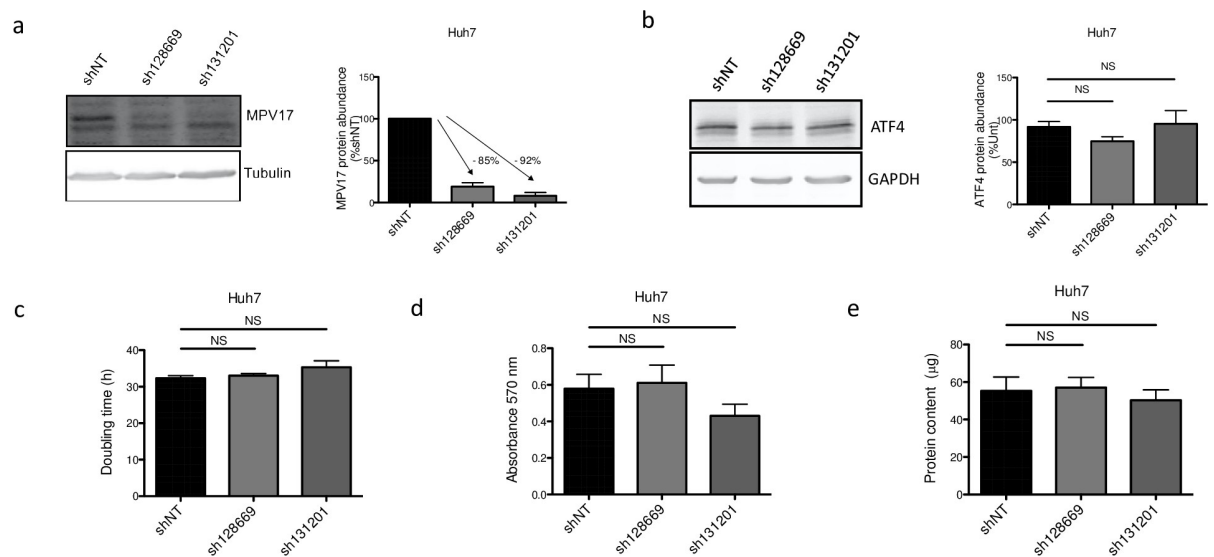 a
shNT
sh128669
sh131201
MPV17
Tubulin
Huh7
MPV17 protein abundance
(%shNT)
150
100
50
0
- 85%
- 92%
shNT
sh128669
sh131201
b
shNT
sh128669
sh131201
ATF4
GAPDH
Huh7
ATF4 protein abundance
(%Unt)
150
100
50
0
NS
NS
shNT
sh128669
sh131201
c
Huh7
Doubling time (h)
40
30
20
10
0
NS
NS
shNT
sh128669
sh131201
d
Huh7
Absorbance 570 nm
0.8
0.6
0.4
0.2
0.0
NS
NS
shNT
sh128669
sh131201
e
Huh7
Protein content (μg)
80
60
40
20
0
NS
NS
shNT
sh128669
sh131201